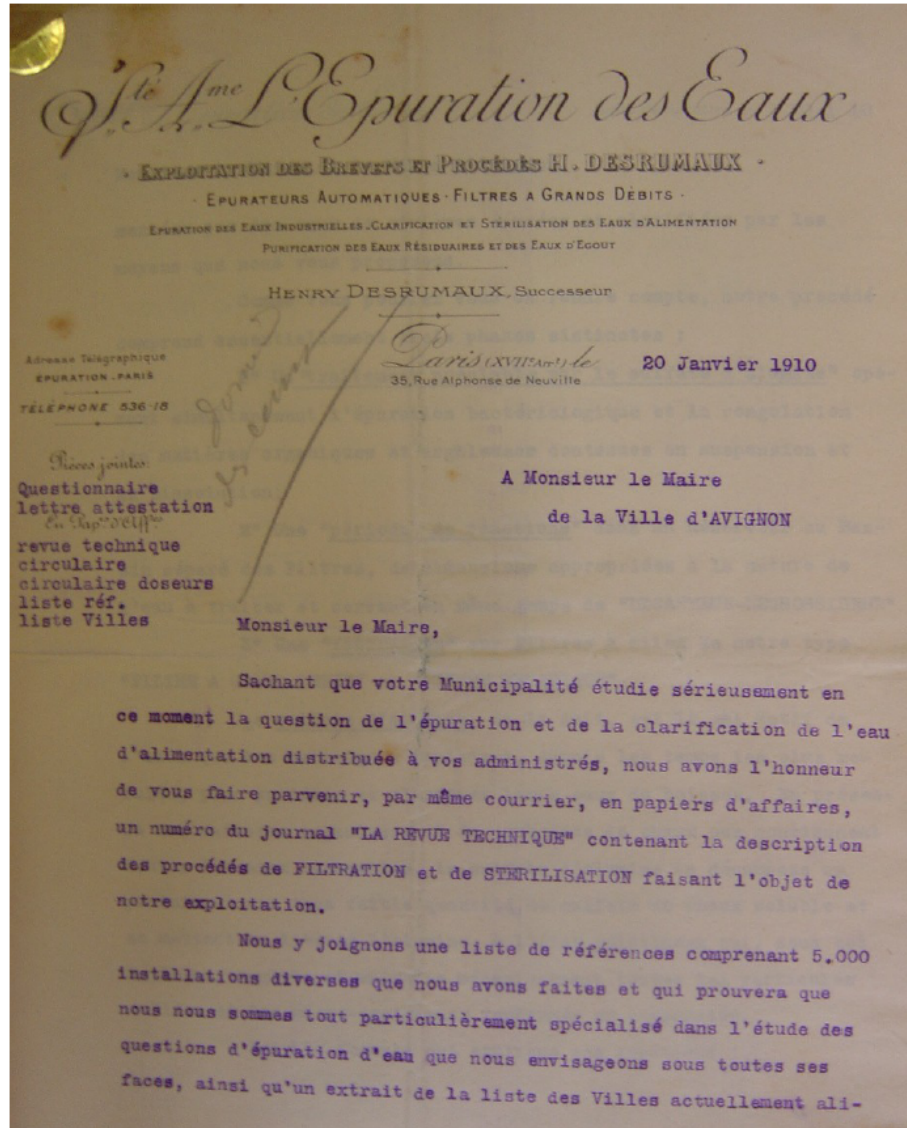 Sté Ame L'Epuration des Eaux
· EXPLOITATION DES BREVETS ET PROCÉDÉS H. DESRUMAUX ·
· EPURATEURS AUTOMATIQUES · FILTRES A GRANDS DÉBITS ·
EPURATION DES EAUX INDUSTRIELLES _ CLARIFICATION ET STÉRILISATION DES EAUX D'ALIMENTATION
PURIFICATION DES EAUX RÉSIDUAIRES ET DES EAUX D'EGOUT
HENRY DESRUMAUX, Successeur
Paris (XVIIe Arrt) le 20 Janvier 1910
35, Rue Alphonse de Neuville
Adresse Télégraphique
ÉPURATION _ PARIS
TÉLÉPHONE 536-18
A Monsieur le Maire
de la Ville d'AVIGNON
Pièces jointes:
Questionnaire
lettre attestation
En Paprs d'Affres
revue technique
circulaire
circulaire doseurs
liste réf.
liste Villes
Monsieur le Maire,
Sachant que votre Municipalité étudie sérieusement en
ce moment la question de l'épuration et de la clarification de l'eau
d'alimentation distribuée à vos administrés, nous avons l'honneur
de vous faire parvenir, par même courrier, en papiers d'affaires,
un numéro du journal "LA REVUE TECHNIQUE" contenant la description
des procédés de FILTRATION et de STERILISATION faisant l'objet de
notre exploitation.
Nous y joignons une liste de références comprenant 5.000
installations diverses que nous avons faites et qui prouvera que
nous nous sommes tout particulièrement spécialisé dans l'étude des
questions d'épuration d'eau que nous envisageons sous toutes ses
faces, ainsi qu'un extrait de la liste des Villes actuellement ali-